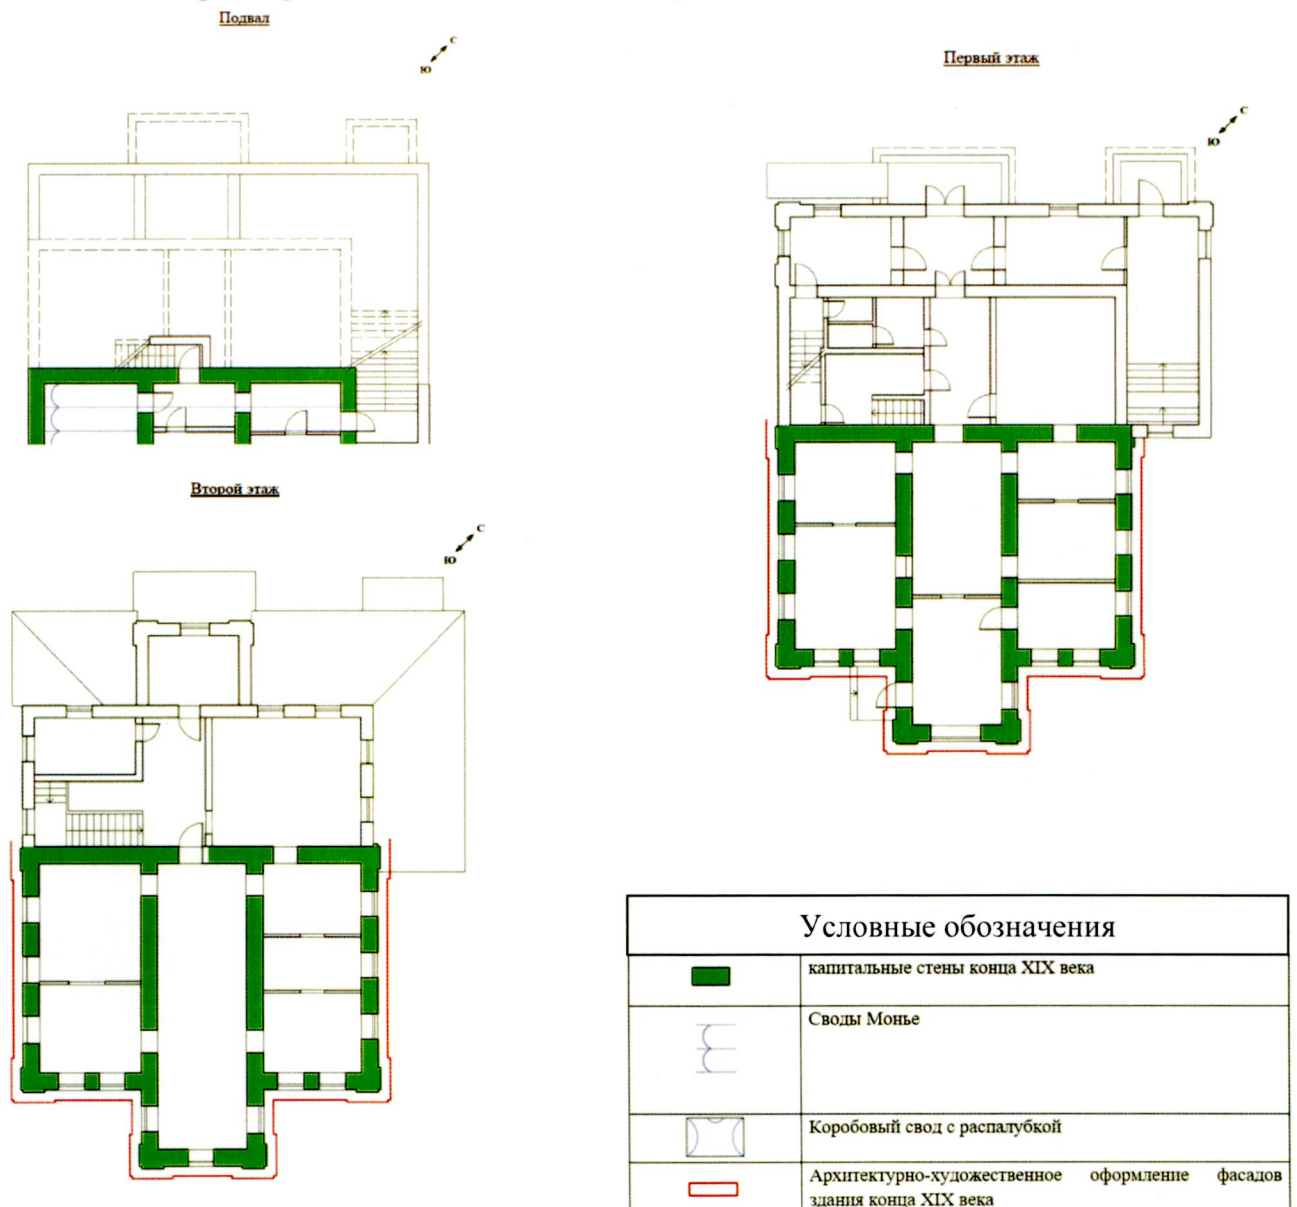 Подвал
С
Ю
Первый этаж
С
Ю
Второй этаж
С
Ю
Условные обозначения
капитальные стены конца XIX века
Своды Монье
Коробовый свод с распалубкой
Архитектурно-художественное оформление фасадов
здания конца XIX века